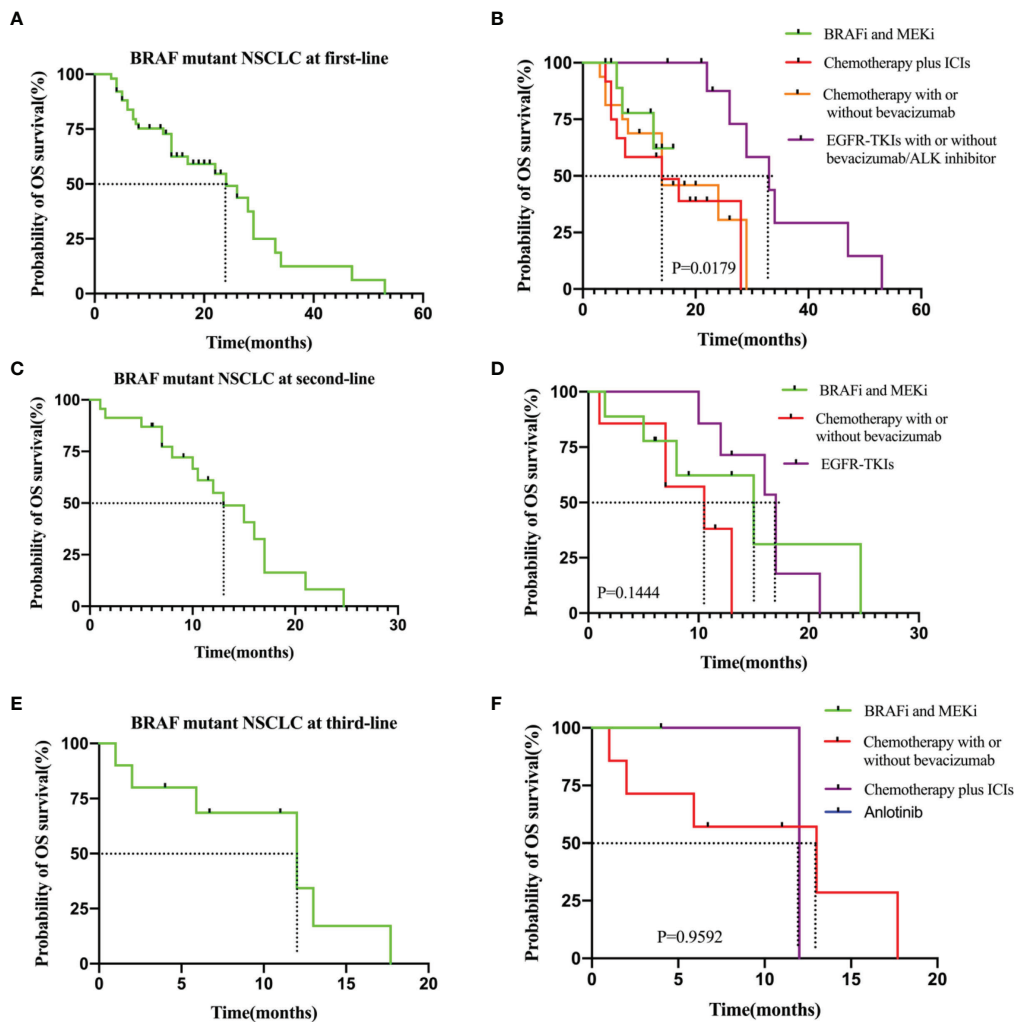 A
BRAF mutant NSCLC at first-line
Probability of OS survival(%)
100
75
50
25
0
0 20 40 60
Time(months)
B
BRAFi and MEKi
Chemotherapy plus ICIs
Chemotherapy with or
without bevacizumab
EGFR-TKIs with or without
bevacizumab/ALK inhibitor
Probability of OS survival(%)
100
75
50
25
0
P=0.0179
0 20 40 60
Time(months)
C
BRAF mutant NSCLC at second-line
Probability of OS survival(%)
100
75
50
25
0
0 10 20 30
Time(months)
D
BRAFi and MEKi
Chemotherapy with or
without bevacizumab
EGFR-TKIs
Probability of OS survival(%)
100
75
50
25
0
P=0.1444
0 10 20 30
Time(months)
E
BRAF mutant NSCLC at third-line
Probability of OS survival(%)
100
75
50
25
0
0 5 10 15 20
Time(months)
F
BRAFi and MEKi
Chemotherapy with or
without bevacizumab
Chemotherapy plus ICIs
Anlotinib
Probability of OS survival(%)
100
75
50
25
0
P=0.9592
0 5 10 15 20
Time(months)